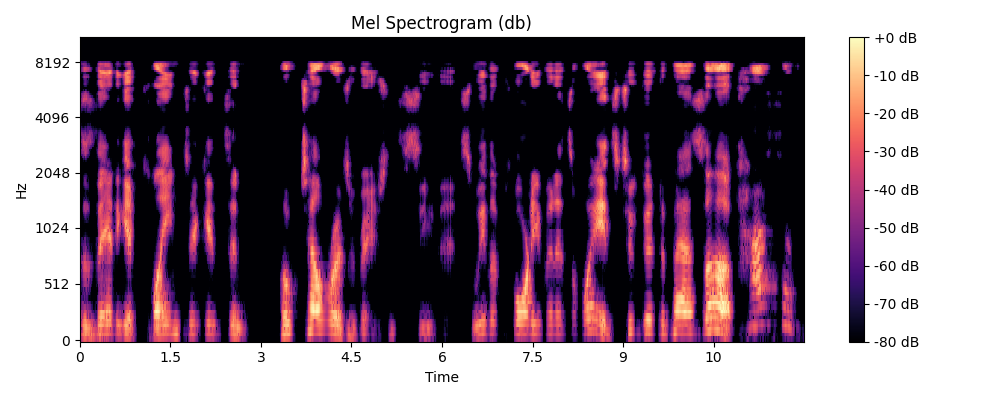 Mel Spectrogram (db)
8192
4096
2048
1024
512
0
Hz
0 1.5 3 4.5 6 7.5 9 10
Time
+0 dB
-10 dB
-20 dB
-30 dB
-40 dB
-50 dB
-60 dB
-70 dB
-80 dB